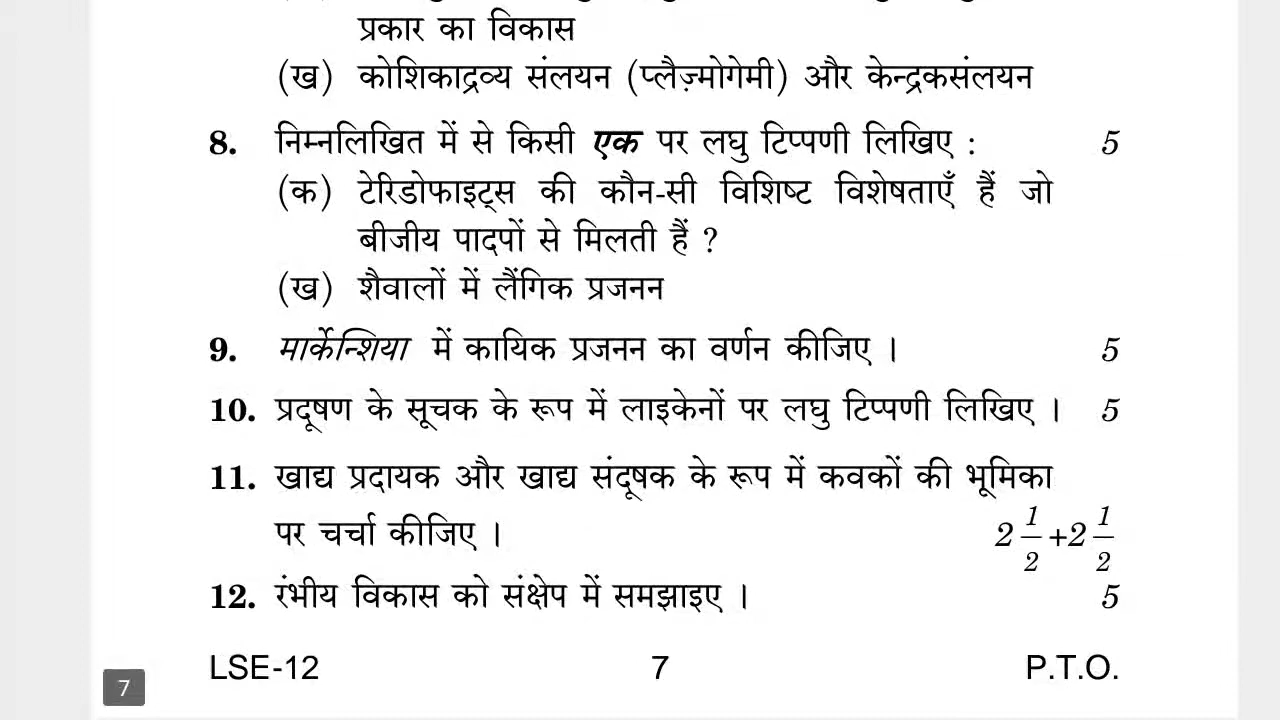 प्रकार का विकास
(ख) कोशिकाद्रव्य संलयन (प्लैज़्मोगेमी) और केन्द्रकसंलयन
8. निम्नलिखित में से किसी एक पर लघु टिप्पणी लिखिए : 5
(क) टेरिडोफाइट्स की कौन-सी विशिष्ट विशेषताएँ हैं जो
बीजीय पादपों से मिलती हैं ?
(ख) शैवालों में लैंगिक प्रजनन
9. मार्केन्शिया में कायिक प्रजनन का वर्णन कीजिए । 5
10. प्रदूषण के सूचक के रूप में लाइकेनों पर लघु टिप्पणी लिखिए । 5
11. खाद्य प्रदायक और खाद्य संदूषक के रूप में कवकों की भूमिका
पर चर्चा कीजिए । 2 1/2 +2 1/2
12. रंभीय विकास को संक्षेप में समझाइए । 5
LSE-12 7 P.T.O.
7